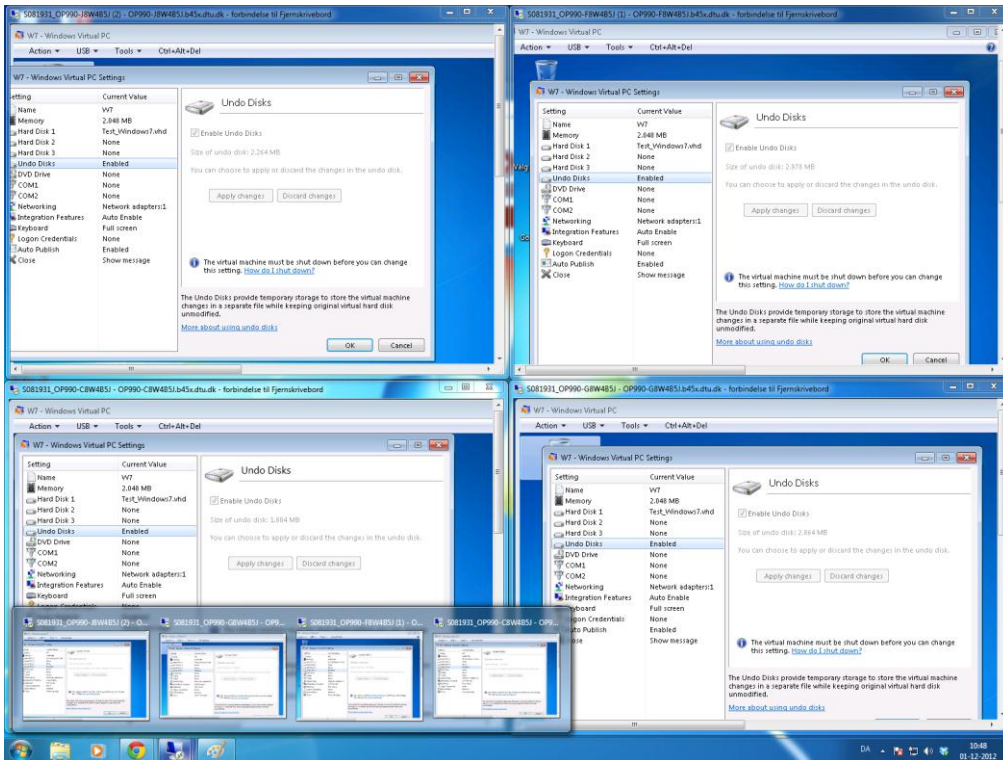 S081931_OP990-J8W4B5J (2) - OP990-J8W4B5J.b45x.dtu.dk - forbindelse til Fjernskrivebord
W7 - Windows Virtual PC
Action USB Tools Ctrl+Alt+Del
W7 - Windows Virtual PC Settings
etting Current Value
Name W7
Memory 2.048 MB
Hard Disk 1 Test_Windows7.vhd
Hard Disk 2 None
Hard Disk 3 None
Undo Disks Enabled
DVD Drive None
COM1 None
COM2 None
Networking Network adapters:1
Integration Features Auto Enable
Keyboard Full screen
Logon Credentials None
Auto Publish Enabled
Close Show message
Undo Disks
Enable Undo Disks
Size of undo disk: 2.264 MB
You can choose to apply or discard the changes in the undo disk.
Apply changes Discard changes
The virtual machine must be shut down before you can change
this setting. How do I shut down?
The Undo Disks provide temporary storage to store the virtual machine
changes in a separate file while keeping original virtual hard disk
unmodified.
More about using undo disks
OK Cancel
S081931_OP990-F8W4B5J (1) - OP990-F8W4B5J.b45x.dtu.dk - forbindelse til Fjernskrivebord
W7 - Windows Virtual PC
Action USB Tools Ctrl+Alt+Del
W7 - Windows Virtual PC Settings
Valg
Go
Setting Current Value
Name W7
Memory 2.048 MB
Hard Disk 1 Test_Windows7.vhd
Hard Disk 2 None
Hard Disk 3 None
Undo Disks Enabled
DVD Drive None
COM1 None
COM2 None
Networking Network adapters:1
Integration Features Auto Enable
Keyboard Full screen
Logon Credentials None
Auto Publish Enabled
Close Show message
Undo Disks
Enable Undo Disks
Size of undo disk: 2.978 MB
You can choose to apply or discard the changes in the undo disk.
Apply changes Discard changes
The virtual machine must be shut down before you can change
this setting. How do I shut down?
The Undo Disks provide temporary storage to store the virtual machine
changes in a separate file while keeping original virtual hard disk
unmodified.
More about using undo disks
OK Cancel
S081931_OP990-C8W4B5J - OP990-C8W4B5J.b45x.dtu.dk - forbindelse til Fjernskrivebord
W7 - Windows Virtual PC
Action USB Tools Ctrl+Alt+Del
W7 - Windows Virtual PC Settings
Setting Current Value
Name W7
Memory 2.048 MB
Hard Disk 1 Test_Windows7.vhd
Hard Disk 2 None
Hard Disk 3 None
Undo Disks Enabled
DVD Drive None
COM1 None
COM2 None
Networking Network adapters:1
Integration Features Auto Enable
Keyboard Full screen
Logon Credentials None
Undo Disks
Enable Undo Disks
Size of undo disk: 1.884 MB
You can choose to apply or discard the changes in the undo disk.
Apply changes Discard changes
S081931_OP990-G8W4B5J - OP990-G8W4B5J.b45x.dtu.dk - forbindelse til Fjernskrivebord
W7 - Windows Virtual PC
Action USB Tools Ctrl+Alt+Del
W7 - Windows Virtual PC Settings
Setting Current Value
Name W7
Memory 2.048 MB
Hard Disk 1 Test_Windows7.vhd
Hard Disk 2 None
Hard Disk 3 None
Undo Disks Enabled
DVD Drive None
COM1 None
COM2 None
Networking Network adapters:1
Integration Features Auto Enable
yboard Full screen
gon Credentials None
to Publish Enabled
se Show message
Undo Disks
Enable Undo Disks
Size of undo disk: 2.864 MB
You can choose to apply or discard the changes in the undo disk.
Apply changes Discard changes
The virtual machine must be shut down before you can change
this setting. How do I shut down?
The Undo Disks provide temporary storage to store the virtual machine
changes in a separate file while keeping original virtual hard disk
unmodified.
More about using undo disks
S081931_OP990-J8W4B5J (2) - O...
S081931_OP990-G8W4B5J - OP9...
S081931_OP990-F8W4B5J (1) - O...
S081931_OP990-C8W4B5J - OP9...
DA 10:48
01-12-2012